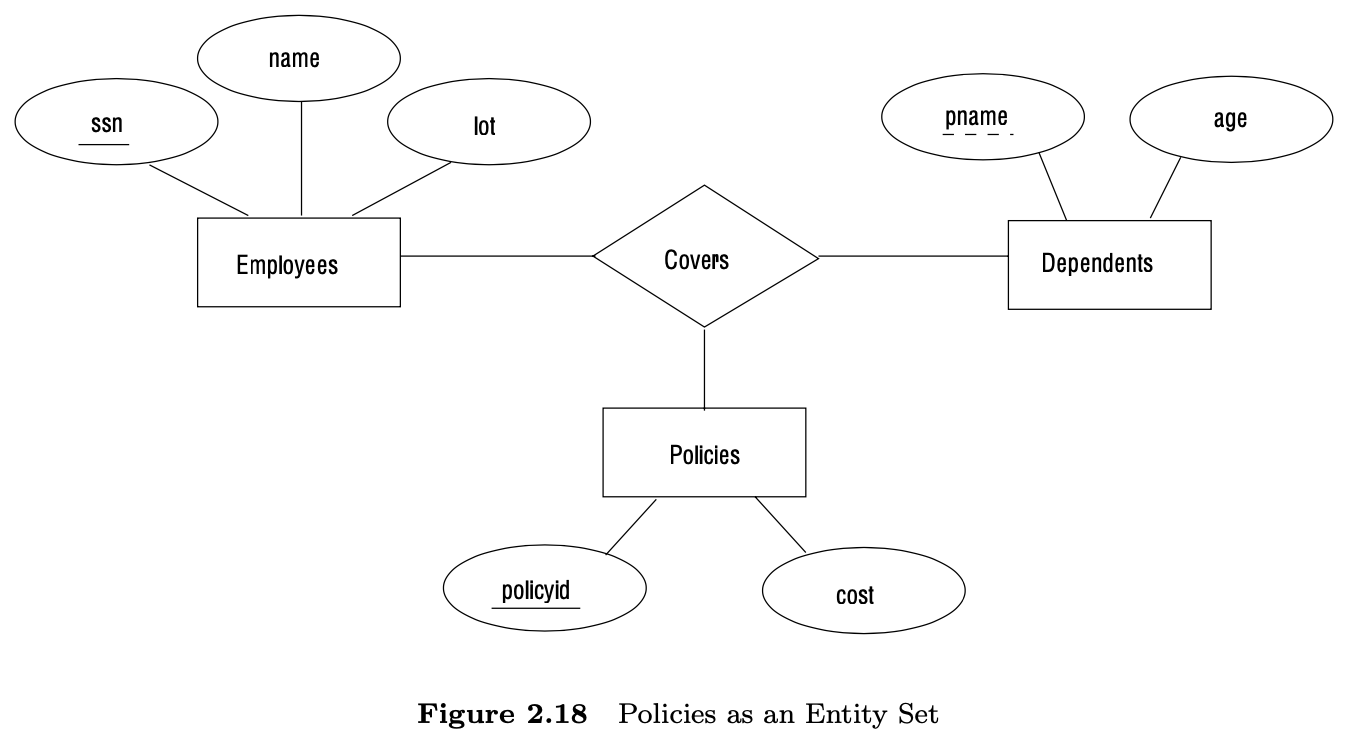 name
ssn
lot
pname
age
Employees
Covers
Dependents
Policies
policyid
cost
Figure 2.18 Policies as an Entity Set